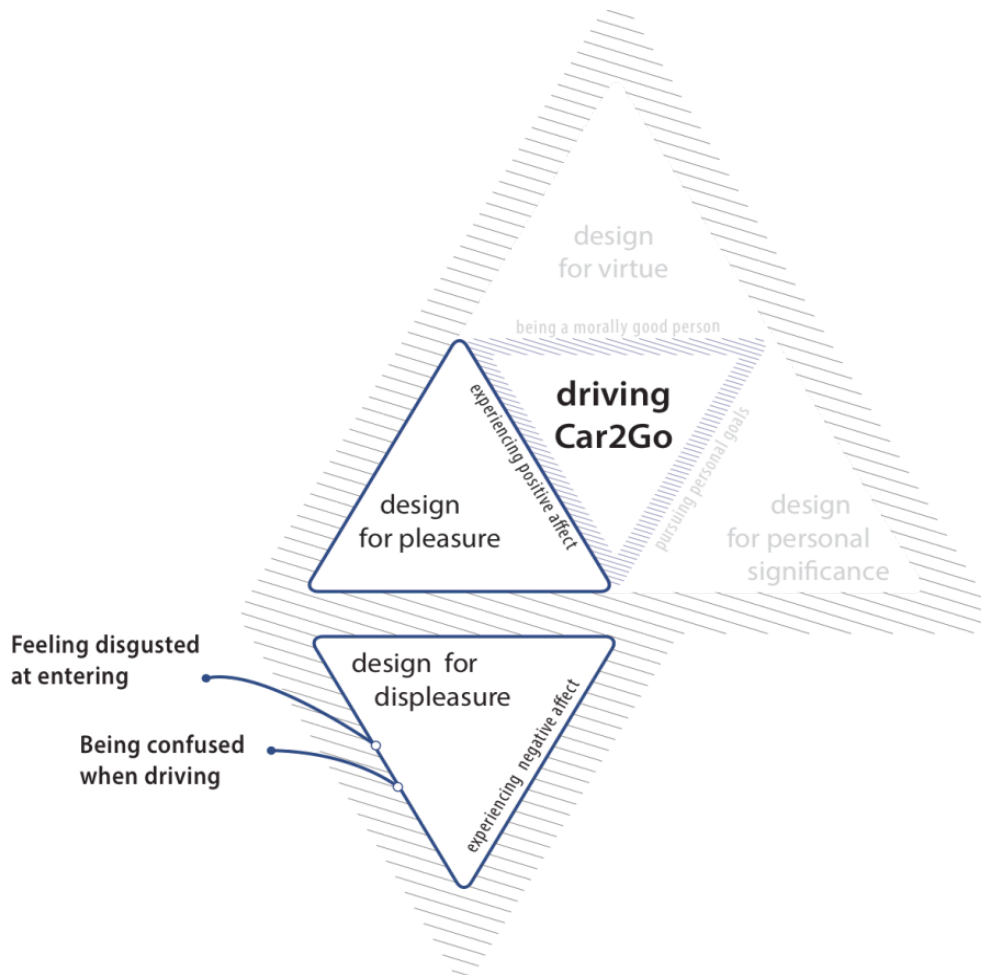 design
for virtue
being a morally good person
driving
Car2Go
experiencing positive affect
pursuing personal goals
design
for pleasure
design
for personal
significance
Feeling disgusted
at entering
design for
displeasure
experiencing negative affect
Being confused
when driving